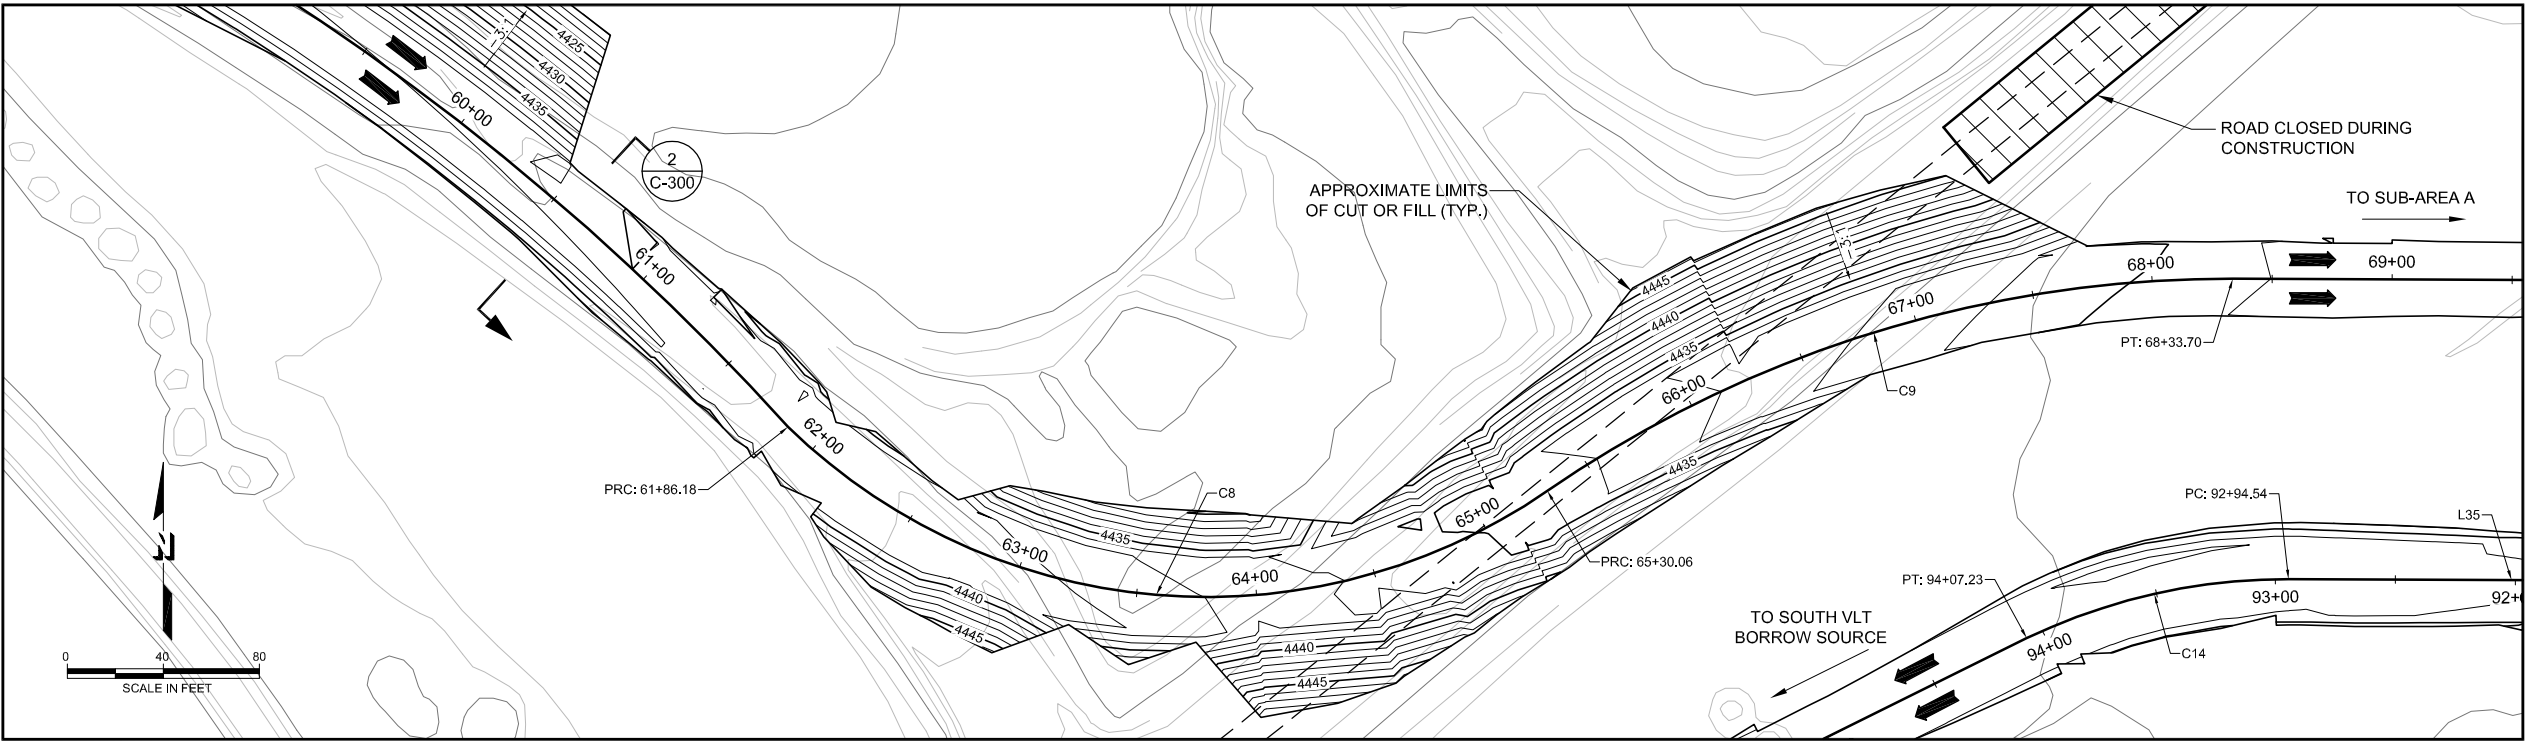 ~3:1
4425
4430
4435
60+00
2
C-300
61+00
62+00
PRC: 61+86.18
63+00
C8
4435
4440
4445
64+00
4440
4445
65+00
PRC: 65+30.06
APPROXIMATE LIMITS
OF CUT OR FILL (TYP.)
4445
4440
4435
~3:1
66+00
4435
67+00
C9
68+00
PT: 68+33.70
69+00
ROAD CLOSED DURING
CONSTRUCTION
TO SUB-AREA A
PC: 92+94.54
L35
PT: 94+07.23
93+00
92+
94+00
C14
TO SOUTH VLT
BORROW SOURCE
N
0 40 80
SCALE IN FEET